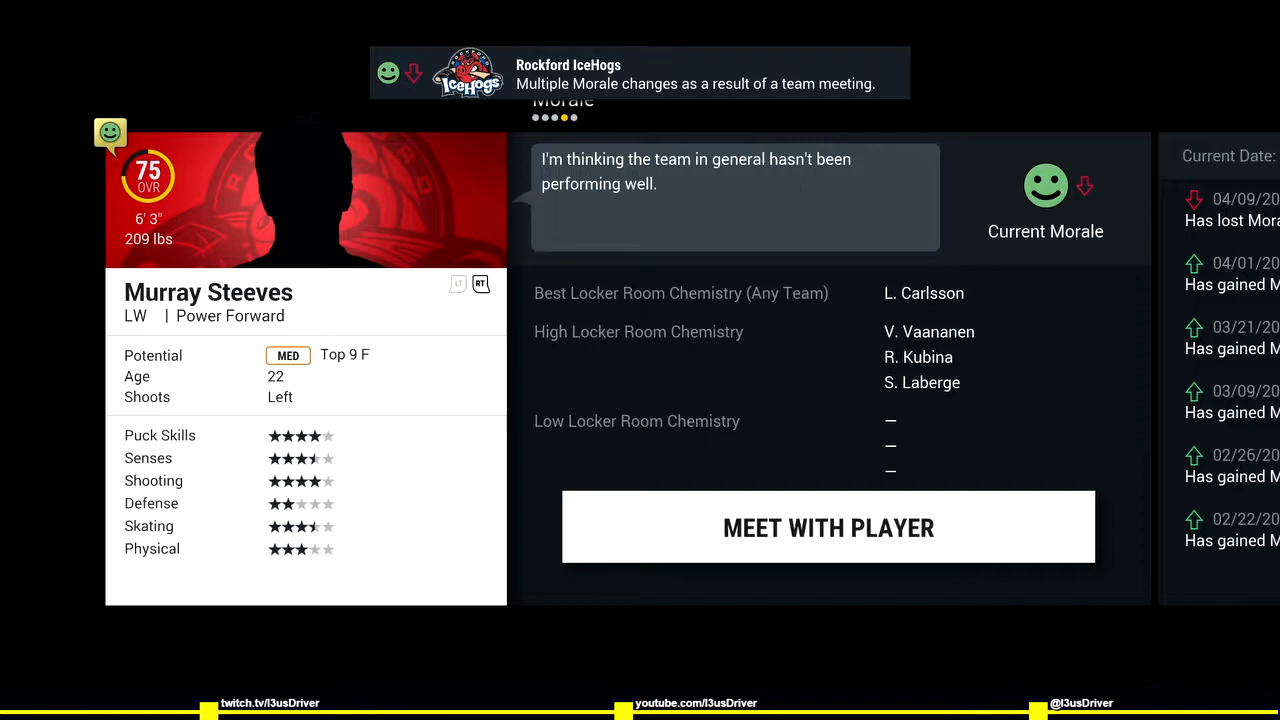 Rockford IceHogs
Multiple Morale changes as a result of a team meeting.
ROCKFORD
IceHogs
Morale
75
OVR
6' 3"
209 lbs
Murray Steeves
LT RT
LW | Power Forward
Potential MED Top 9 F
Age 22
Shoots Left
Puck Skills
Senses
Shooting
Defense
Skating
Physical
I'm thinking the team in general hasn't been
performing well.
Current Morale
Best Locker Room Chemistry (Any Team) L. Carlsson
High Locker Room Chemistry V. Vaananen
R. Kubina
S. Laberge
Low Locker Room Chemistry —
—
—
MEET WITH PLAYER
Current Date:
04/09/20
Has lost Mora
04/01/20
Has gained M
03/21/20
Has gained M
03/09/20
Has gained M
02/26/20
Has gained M
02/22/20
Has gained M
twitch.tv/l3usDriver
youtube.com/l3usDriver
@l3usDriver